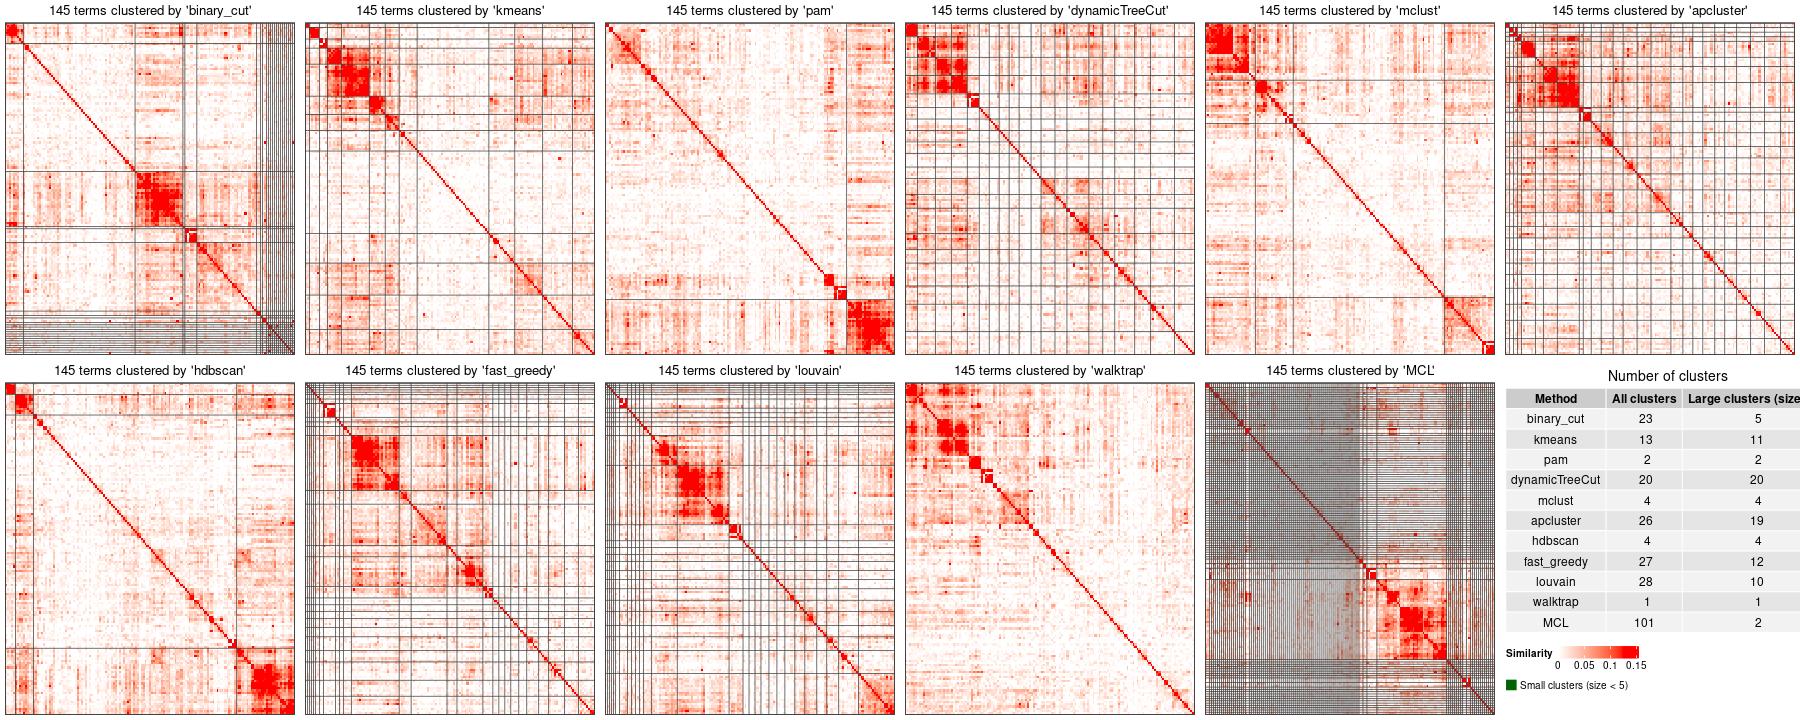 145 terms clustered by 'binary_cut'
145 terms clustered by 'kmeans'
145 terms clustered by 'pam'
145 terms clustered by 'dynamicTreeCut'
145 terms clustered by 'mclust'
145 terms clustered by 'apcluster'
145 terms clustered by 'hdbscan'
145 terms clustered by 'fast_greedy'
145 terms clustered by 'louvain'
145 terms clustered by 'walktrap'
145 terms clustered by 'MCL'
Number of clusters
Method All clusters Large clusters (size
binary_cut 23 5
kmeans 13 11
pam 2 2
dynamicTreeCut 20 20
mclust 4 4
apcluster 26 19
hdbscan 4 4
fast_greedy 27 12
louvain 28 10
walktrap 1 1
MCL 101 2
Similarity
0 0.05 0.1 0.15
Small clusters (size < 5)